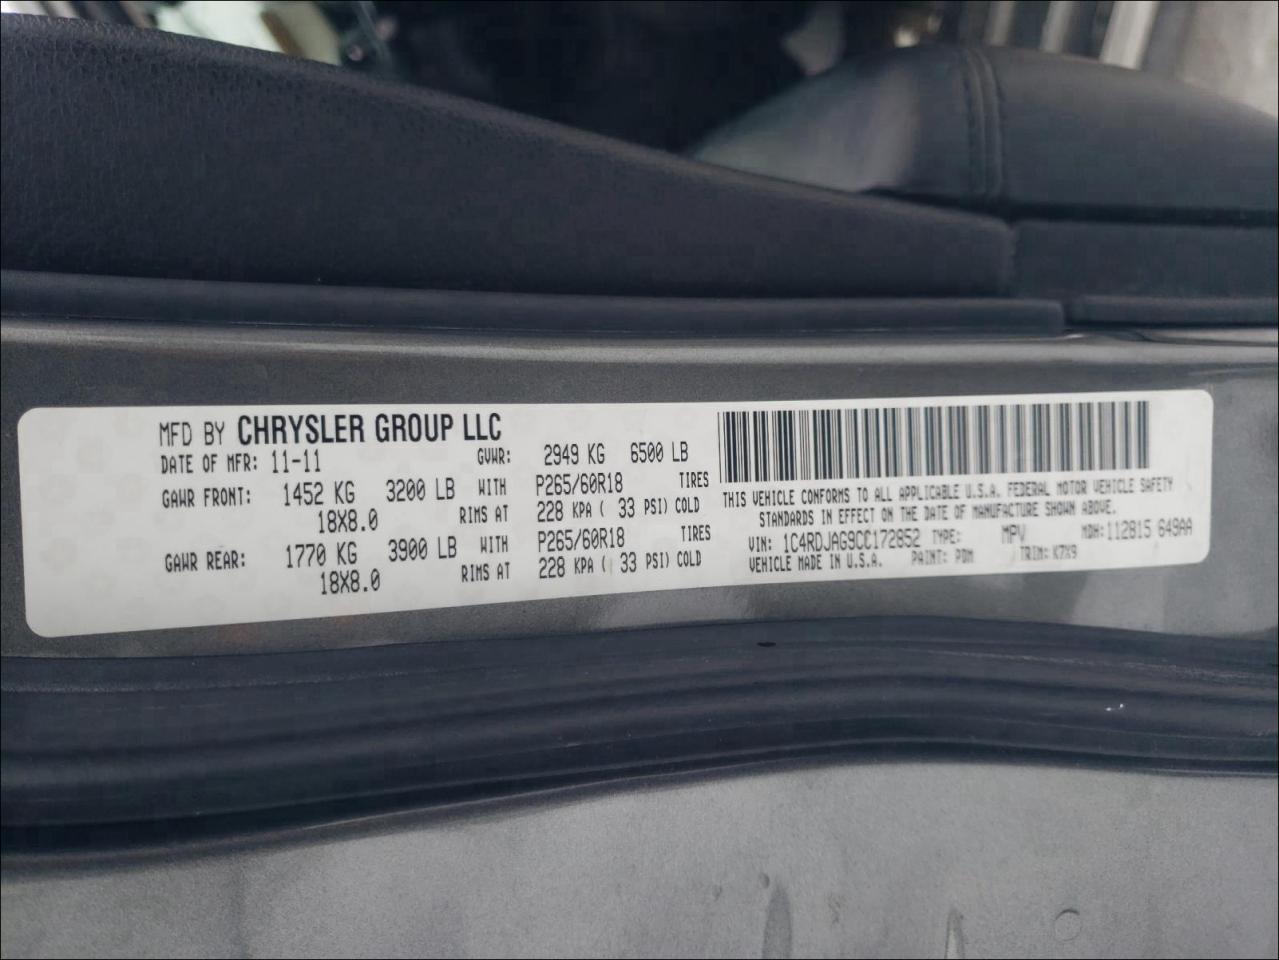 MFD BY CHRYSLER GROUP LLC
DATE OF MFR: 11-11 GVWR: 2949 KG 6500 LB
GAWR FRONT: 1452 KG 3200 LB WITH P265/60R18 TIRES
18X8.0 RIMS AT 228 KPA ( 33 PSI) COLD
GAWR REAR: 1770 KG 3900 LB WITH P265/60R18 TIRES
18X8.0 RIMS AT 228 KPA ( 33 PSI) COLD
THIS VEHICLE CONFORMS TO ALL APPLICABLE U.S.A. FEDERAL MOTOR VEHICLE SAFETY
STANDARDS IN EFFECT ON THE DATE OF MANUFACTURE SHOWN ABOVE.
VIN: 1C4RDJAG9CC172852 TYPE: MPV MDH: 112815 649AA
VEHICLE MADE IN U.S.A. PAINT: PDM TRIM: K7X9